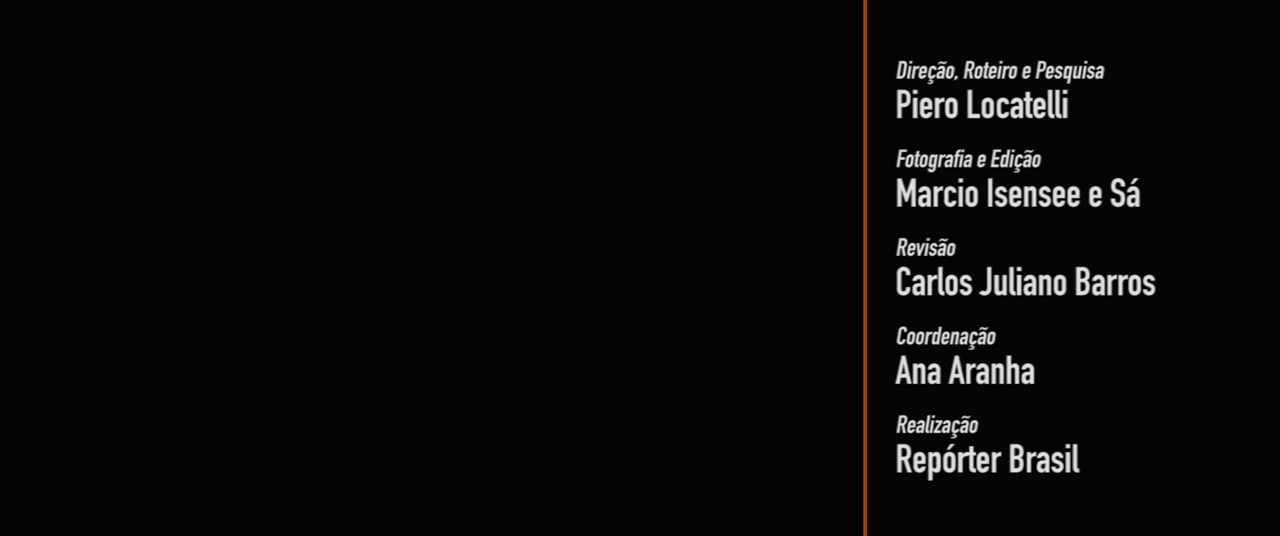 Direção, Roteiro e Pesquisa
Piero Locatelli
Fotografia e Edição
Marcio Isensee e Sá
Revisão
Carlos Juliano Barros
Coordenação
Ana Aranha
Realização
Repórter Brasil